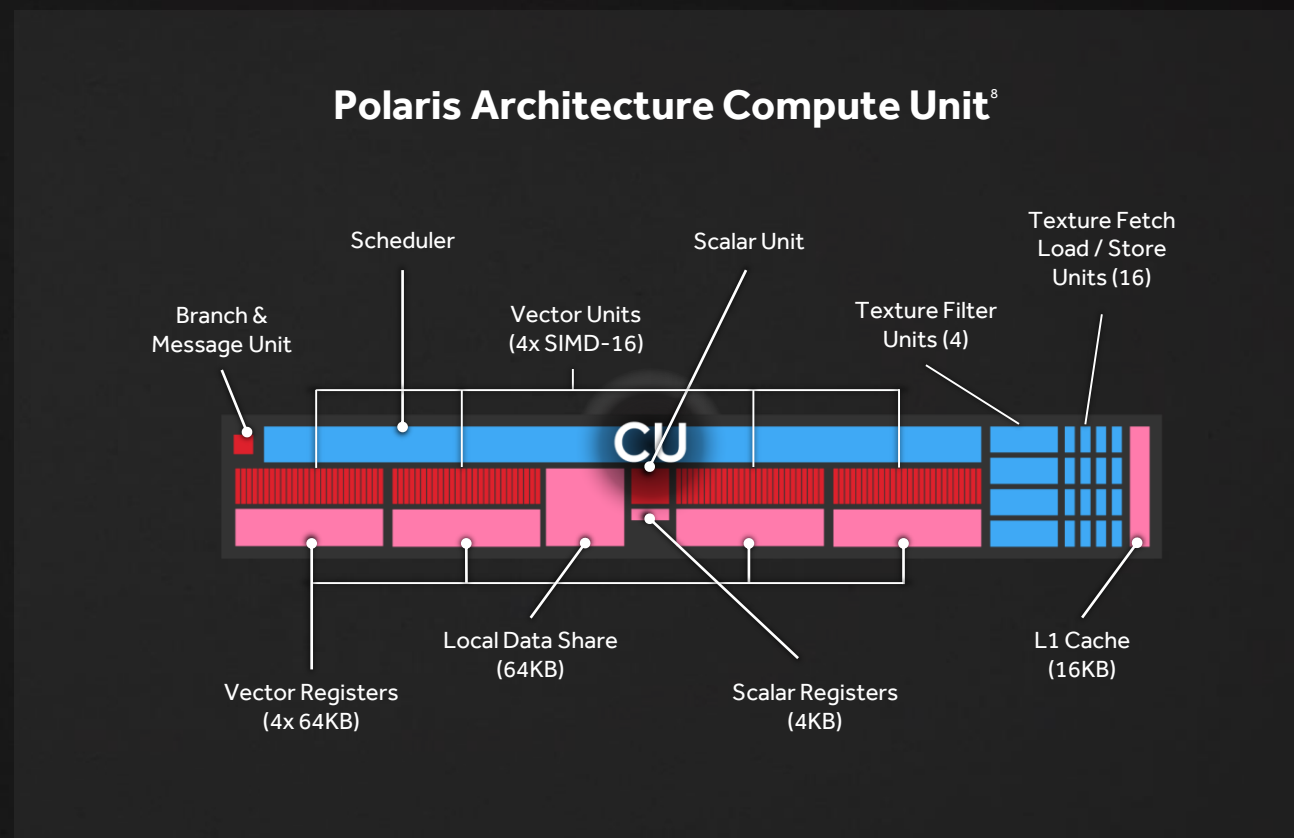 Polaris Architecture Compute Unit⁸
Texture Fetch
Load / Store
Units (16)
Scheduler
Scalar Unit
Branch &
Message Unit
Vector Units
(4x SIMD-16)
Texture Filter
Units (4)
CU
Local Data Share
(64KB)
L1 Cache
(16KB)
Vector Registers
(4x 64KB)
Scalar Registers
(4KB)